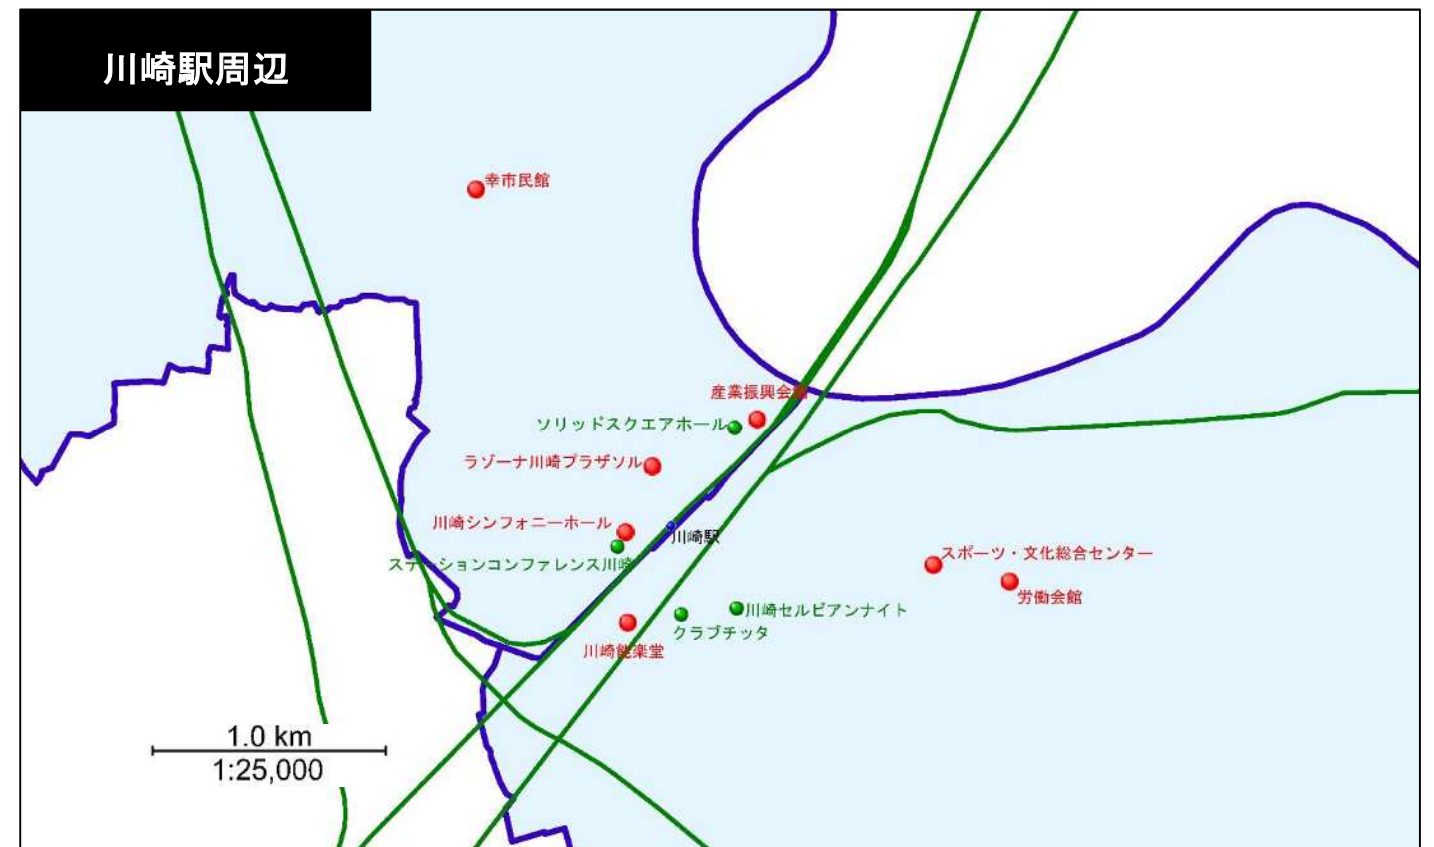 川崎駅周辺
幸市民館
産業振興会館
ソリッドスクエアホール
ラゾーナ川崎プラザソル
川崎シンフォニーホール
川崎駅
ステーションコンファレンス川崎
スポーツ・文化総合センター
労働会館
川崎セルビアンナイト
クラブチッタ
川崎能楽堂
1.0 km
1:25,000